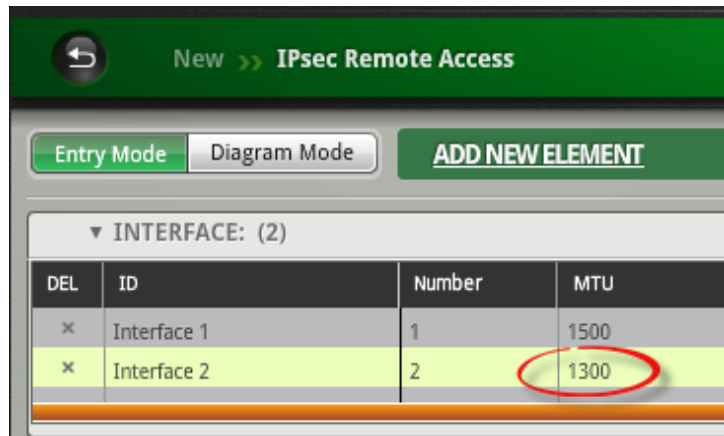 New >> IPsec Remote Access
Entry Mode Diagram Mode ADD NEW ELEMENT
▼ INTERFACE: (2)
DEL ID Number MTU
× Interface 1 1 1500
× Interface 2 2 1300